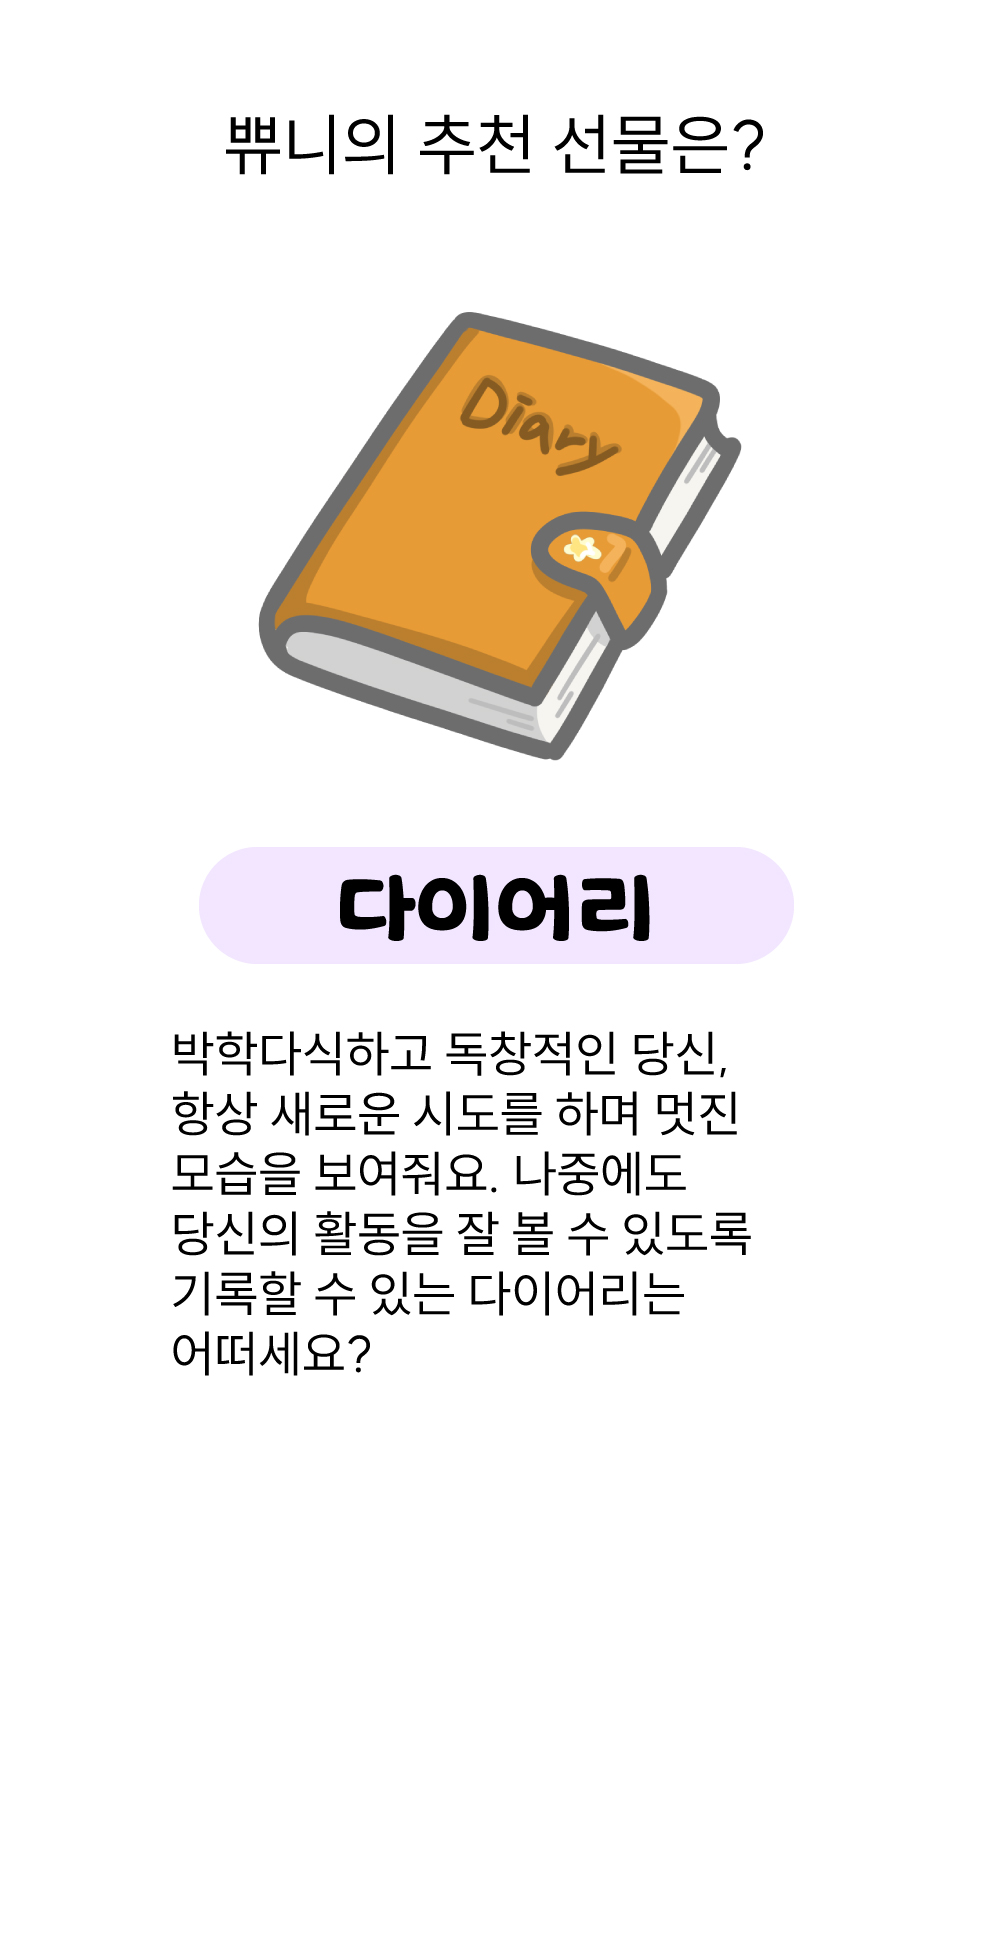 쀼니의 추천 선물은?
Diary
다이어리
박학다식하고 독창적인 당신,
항상 새로운 시도를 하며 멋진
모습을 보여줘요. 나중에도
당신의 활동을 잘 볼 수 있도록
기록할 수 있는 다이어리는
어떠세요?